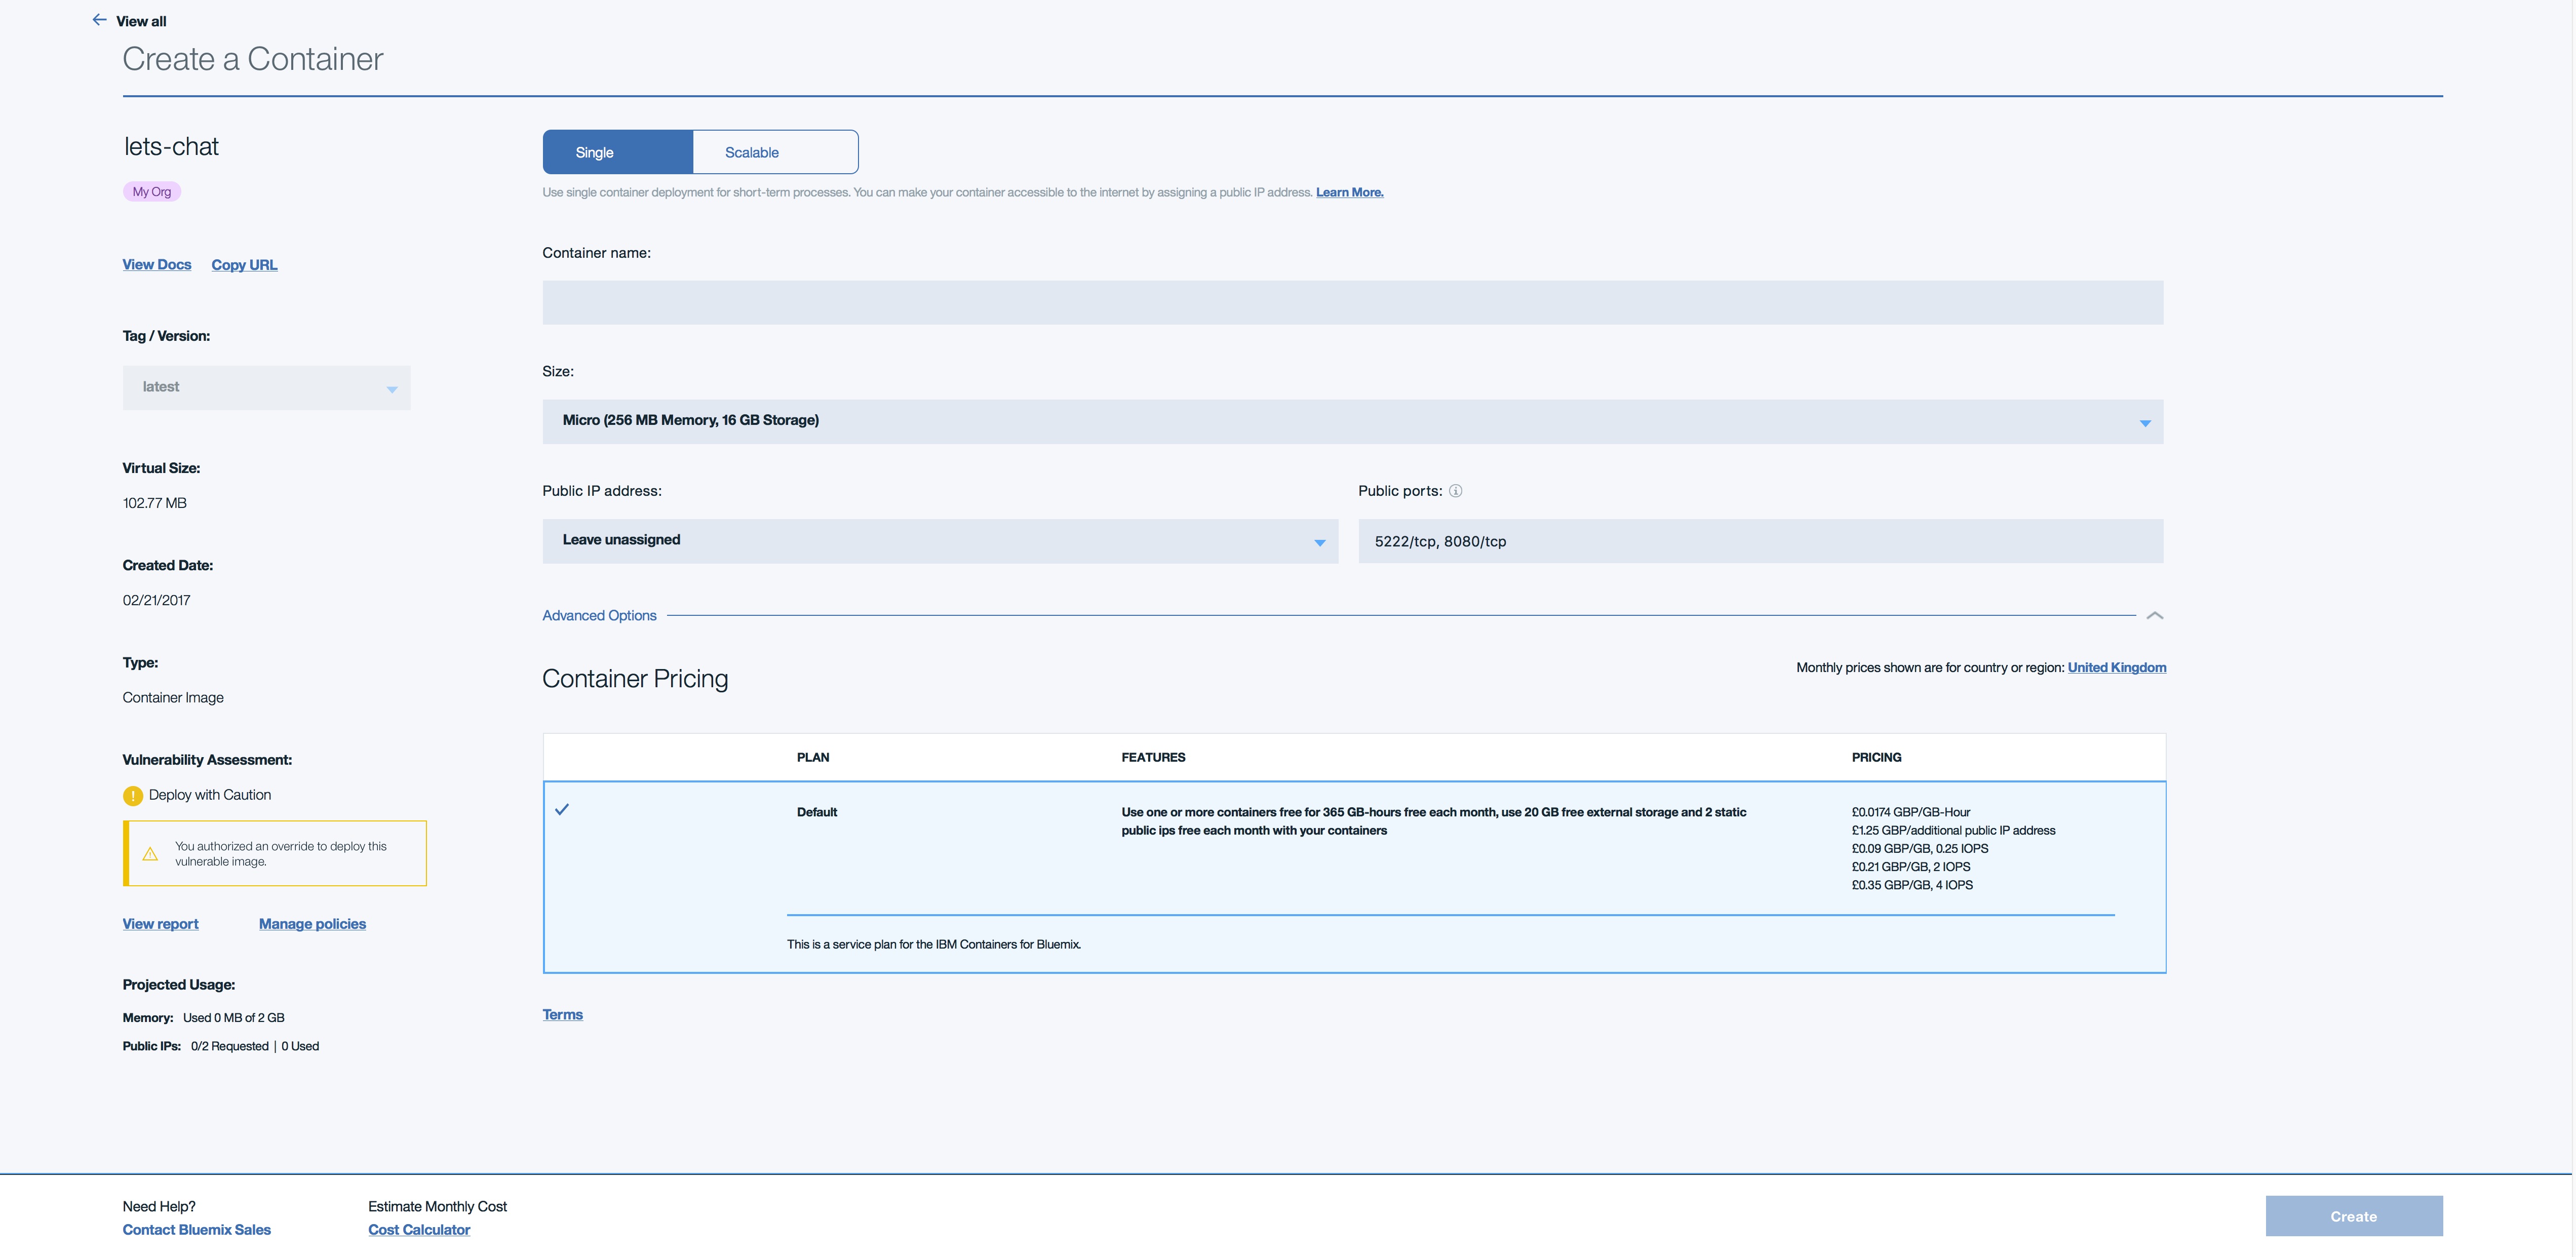 View all
Create a Container
lets-chat
My Org
View Docs Copy URL
Tag / Version:
latest
Virtual Size:
102.77 MB
Created Date:
02/21/2017
Type:
Container Image
Vulnerability Assessment:
! Deploy with Caution
You authorized an override to deploy this
vulnerable image.
View report Manage policies
Projected Usage:
Memory: Used 0 MB of 2 GB
Public IPs: 0/2 Requested | 0 Used
Single Scalable
Use single container deployment for short-term processes. You can make your container accessible to the internet by assigning a public IP address. Learn More.
Container name:
Size:
Micro (256 MB Memory, 16 GB Storage)
Public IP address:
Leave unassigned
Public ports: i
5222/tcp, 8080/tcp
Advanced Options
Container Pricing
Monthly prices shown are for country or region: United Kingdom
PLAN FEATURES PRICING
Default
Use one or more containers free for 365 GB-hours free each month, use 20 GB free external storage and 2 static
public ips free each month with your containers
£0.0174 GBP/GB-Hour
£1.25 GBP/additional public IP address
£0.09 GBP/GB, 0.25 IOPS
£0.21 GBP/GB, 2 IOPS
£0.35 GBP/GB, 4 IOPS
This is a service plan for the IBM Containers for Bluemix.
Terms
Need Help?
Contact Bluemix Sales
Estimate Monthly Cost
Cost Calculator
Create